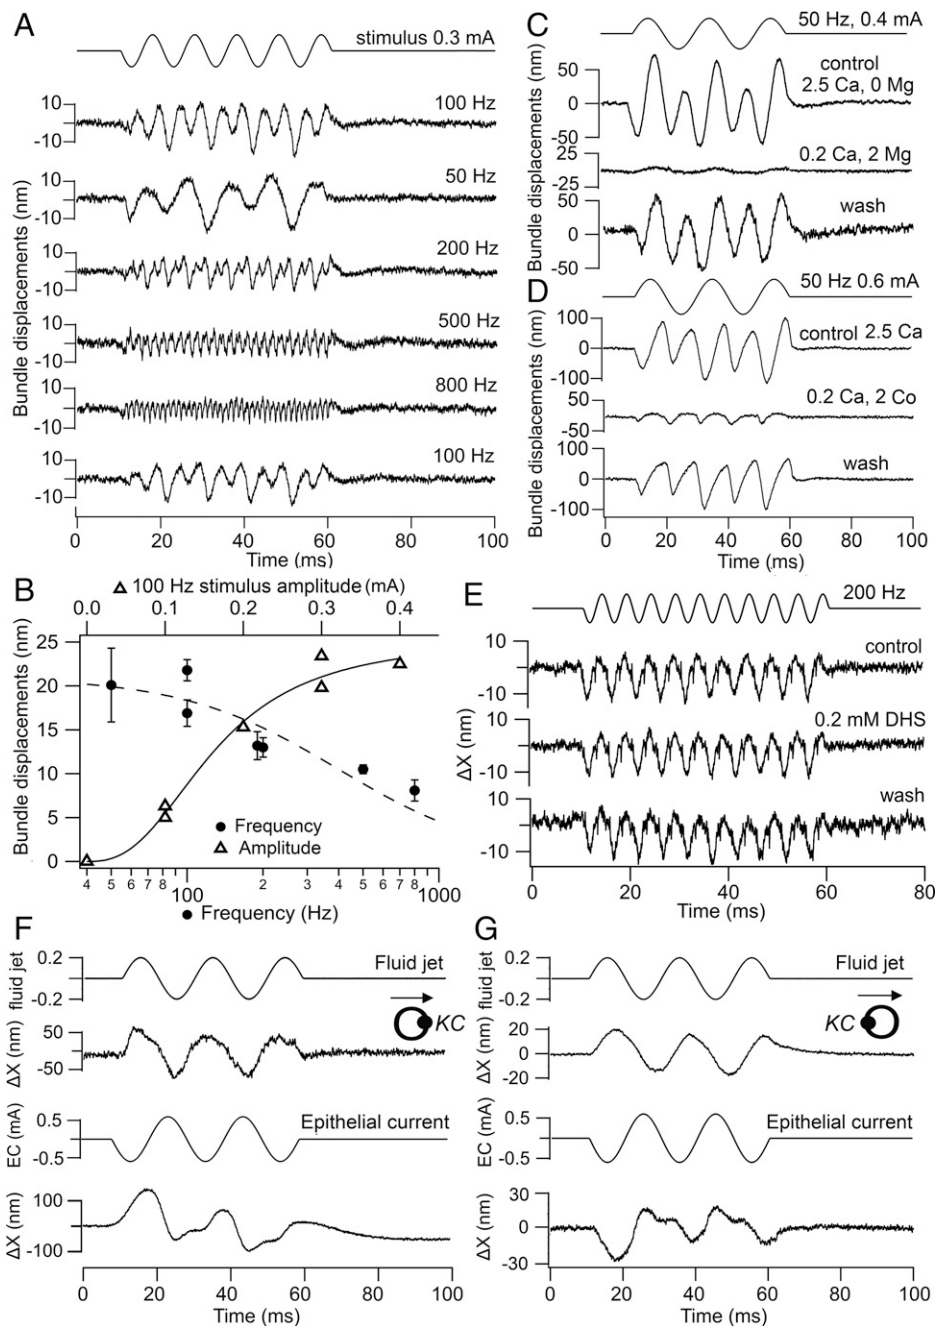 A
stimulus 0.3 mA
Bundle displacements (nm)
10
-10
100 Hz
10
-10
50 Hz
10
-10
200 Hz
10
-10
500 Hz
10
-10
800 Hz
10
-10
100 Hz
0 20 40 60 80 100
Time (ms)
B
Δ 100 Hz stimulus amplitude (mA)
0.0 0.1 0.2 0.3 0.4
Bundle displacements (nm)
25
20
15
10
5
0
● Frequency
Δ Amplitude
4 5 6 7 8 100 2 3 4 5 6 7 8 1000
● Frequency (Hz)
C
50 Hz, 0.4 mA
Bundle displacements (nm)
50
0
-50
control
2.5 Ca, 0 Mg
25
-25
0.2 Ca, 2 Mg
50
0
-50
wash
D
50 Hz 0.6 mA
Bundle displacements (nm)
100
0
-100
control 2.5 Ca
50
-50
0.2 Ca, 2 Co
100
0
-100
wash
0 20 40 60 80 100
Time (ms)
E
200 Hz
ΔX (nm)
10
-10
control
10
-10
0.2 mM DHS
10
-10
wash
0 20 40 60 80
Time (ms)
F
fluid jet
0.2
-0.2
Fluid jet
KC
ΔX (nm)
50
0
-50
EC (mA)
0.5
-0.5
Epithelial current
ΔX (nm)
100
-100
0 20 40 60 80 100
Time (ms)
G
fluid jet
0.2
-0.2
Fluid jet
KC
ΔX (nm)
20
0
-20
EC (mA)
0.5
-0.5
Epithelial current
ΔX (nm)
30
0
-30
0 20 40 60 80 100
Time (ms)